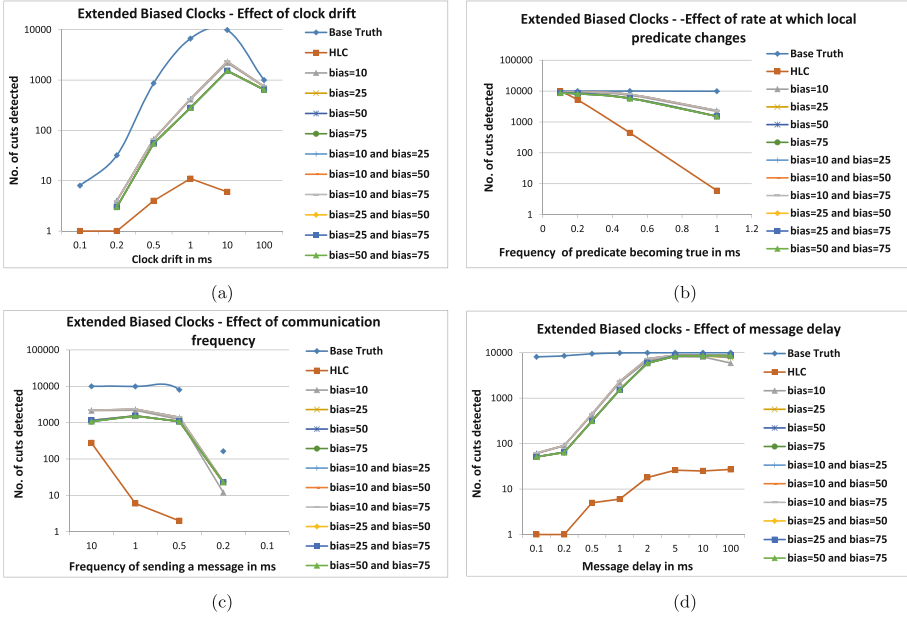 Extended Biased Clocks - Effect of clock drift
No. of cuts detected
10000
1000
100
10
1
0.1 0.2 0.5 1 10 100
Clock drift in ms
Base Truth
HLC
bias=10
bias=25
bias=50
bias=75
bias=10 and bias=25
bias=10 and bias=50
bias=10 and bias=75
bias=25 and bias=50
bias=25 and bias=75
bias=50 and bias=75
(a)
Extended Biased Clocks - -Effect of rate at which local
predicate changes
No. of cuts detected
100000
10000
1000
100
10
1
0 0.2 0.4 0.6 0.8 1 1.2
Frequency of predicate becoming true in ms
Base Truth
HLC
bias=10
bias=25
bias=50
bias=75
bias=10 and bias=25
bias=10 and bias=50
bias=10 and bias=75
bias=25 and bias=50
bias=25 and bias=75
bias=50 and bias=75
(b)
Extended Biased Clocks - Effect of communication
frequency
No. of cuts detected
100000
10000
1000
100
10
1
10 1 0.5 0.2 0.1
Frequency of sending a message in ms
Base Truth
HLC
bias=10
bias=25
bias=50
bias=75
bias=10 and bias=25
bias=10 and bias=50
bias=10 and bias=75
bias=25 and bias=50
bias=25 and bias=75
bias=50 and bias=75
(c)
Extended Biased clocks - Effect of message delay
No. of cuts detected
10000
1000
100
10
1
0.1 0.2 0.5 1 2 5 10 100
Message delay in ms
Base Truth
HLC
bias=10
bias=25
bias=50
bias=75
bias=10 and bias=25
bias=10 and bias=50
bias=10 and bias=75
bias=25 and bias=50
bias=25 and bias=75
bias=50 and bias=75
(d)